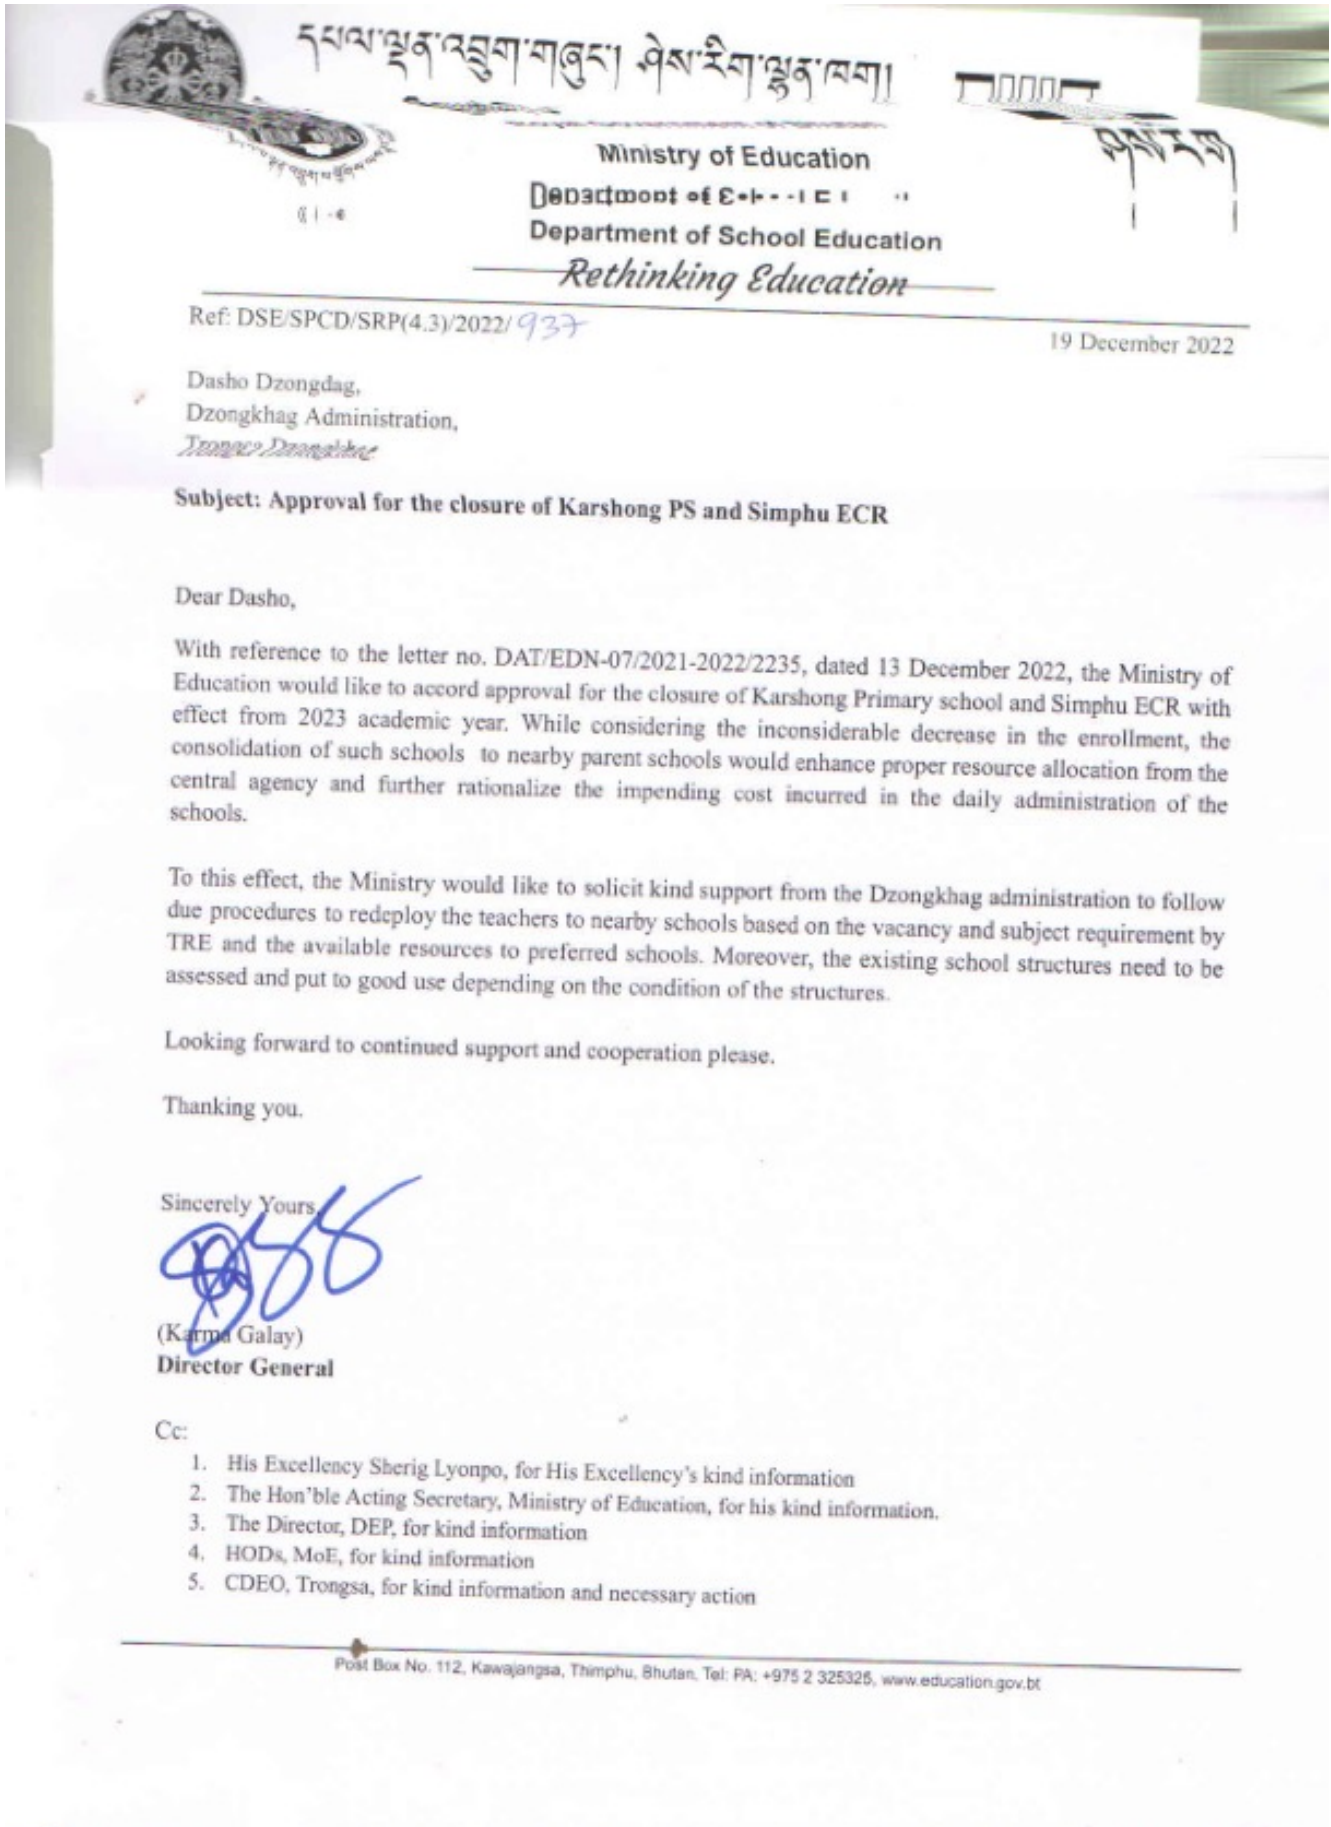 དཔལ་ལྡན་འབྲུག་གཞུང་། ཤེས་རིག་ལྷན་ཁག།
Ministry of Education
Department of School Education
Rethinking Education
Ref: DSE/SPCD/SRP(4.3)/2022/937
19 December 2022
Dasho Dzongdag,
Dzongkhag Administration,
Subject: Approval for the closure of Karshong PS and Simphu ECR
Dear Dasho,
With reference to the letter no. DAT/EDN-07/2021-2022/2235, dated 13 December 2022, the Ministry of
Education would like to accord approval for the closure of Karshong Primary school and Simphu ECR with
effect from 2023 academic year. While considering the inconsiderable decrease in the enrollment, the
consolidation of such schools to nearby parent schools would enhance proper resource allocation from the
central agency and further rationalize the impending cost incurred in the daily administration of the
schools.
To this effect, the Ministry would like to solicit kind support from the Dzongkhag administration to follow
due procedures to redeploy the teachers to nearby schools based on the vacancy and subject requirement by
TRE and the available resources to preferred schools. Moreover, the existing school structures need to be
assessed and put to good use depending on the condition of the structures.
Looking forward to continued support and cooperation please.
Thanking you.
Sincerely Yours,
(Karma Galay)
Director General
Cc:
1. His Excellency Sherig Lyonpo, for His Excellency's kind information
2. The Hon'ble Acting Secretary, Ministry of Education, for his kind information.
3. The Director, DEP, for kind information
4. HODs, MoE, for kind information
5. CDEO, Trongsa, for kind information and necessary action
Post Box No. 112, Kawajangsa, Thimphu, Bhutan, Tel: PA: +975 2 325325, www.education.gov.bt